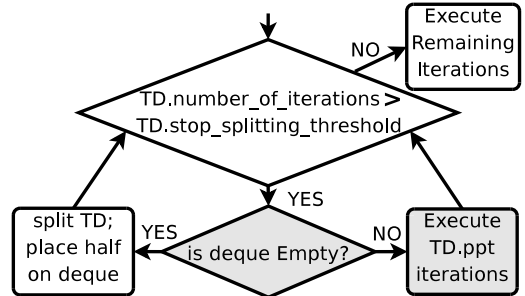 Execute
Remaining
Iterations
NO
TD.number_of_iterations >
TD.stop_splitting_threshold
YES
split TD;
place half
on deque
YES
is deque Empty?
NO
Execute
TD.ppt
iterations